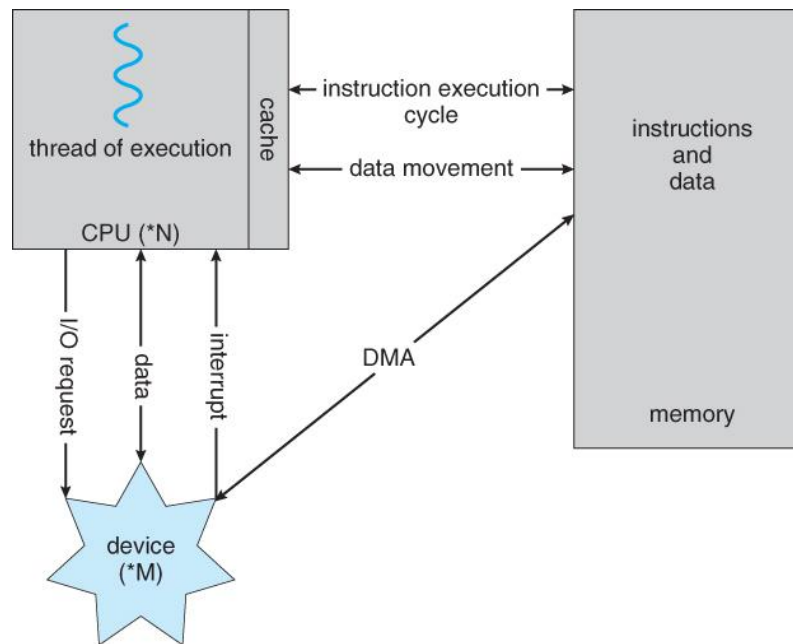 thread of execution
cache
CPU (*N)
instruction execution
cycle
data movement
instructions
and
data
I/O request
data
interrupt
DMA
memory
device
(*M)